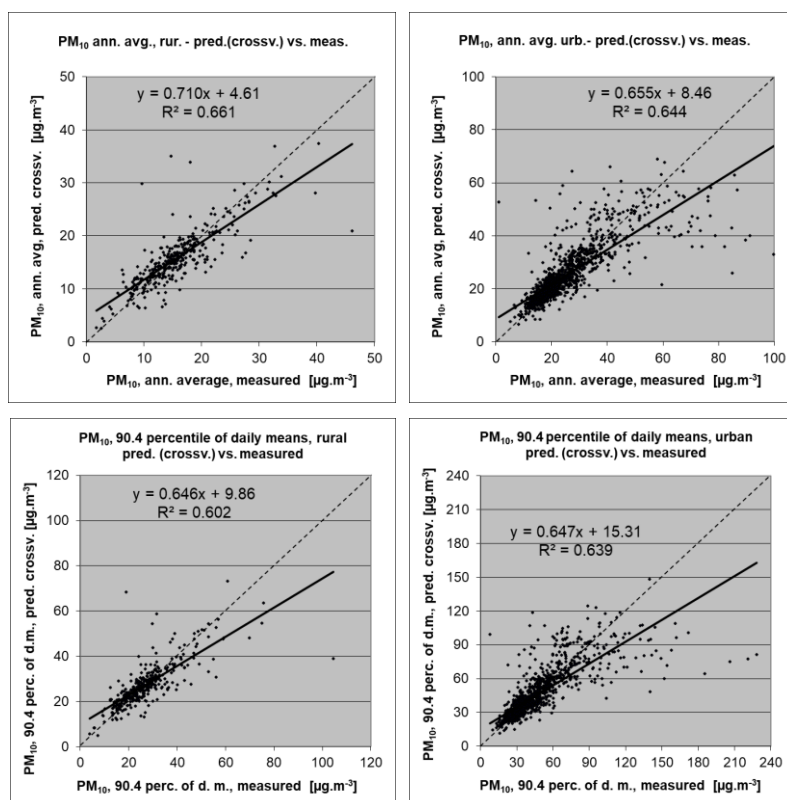 PM₁₀ ann. avg., rur. - pred.(crossv.) vs. meas.
PM₁₀, ann. avg, pred. crossv. [µg.m⁻³]
50
40
30
20
10
0
y = 0.710x + 4.61
R² = 0.661
0 10 20 30 40 50
PM₁₀, ann. average, measured [µg.m⁻³]
PM₁₀, ann. avg. urb.- pred.(crossv.) vs. meas.
PM₁₀, ann. avg, pred. crossv. [µg.m⁻³]
100
80
60
40
20
0
y = 0.655x + 8.46
R² = 0.644
0 20 40 60 80 100
PM₁₀, ann. average, measured [µg.m⁻³]
PM₁₀, 90.4 percentile of daily means, rural
pred. (crossv.) vs. measured
PM₁₀, 90.4 perc. of d.m., pred. crossv. [µg.m⁻³]
120
100
80
60
40
20
0
y = 0.646x + 9.86
R² = 0.602
0 20 40 60 80 100 120
PM₁₀, 90.4 perc. of d. m., measured [µg.m⁻³]
PM₁₀, 90.4 percentile of daily means, urban
pred. (crossv.) vs. measured
PM₁₀, 90.4 perc. of d.m., pred. crossv. [µg.m⁻³]
240
210
180
150
120
90
60
30
0
y = 0.647x + 15.31
R² = 0.639
0 30 60 90 120 150 180 210 240
PM₁₀, 90.4 perc. of d. m., measured [µg.m⁻³]